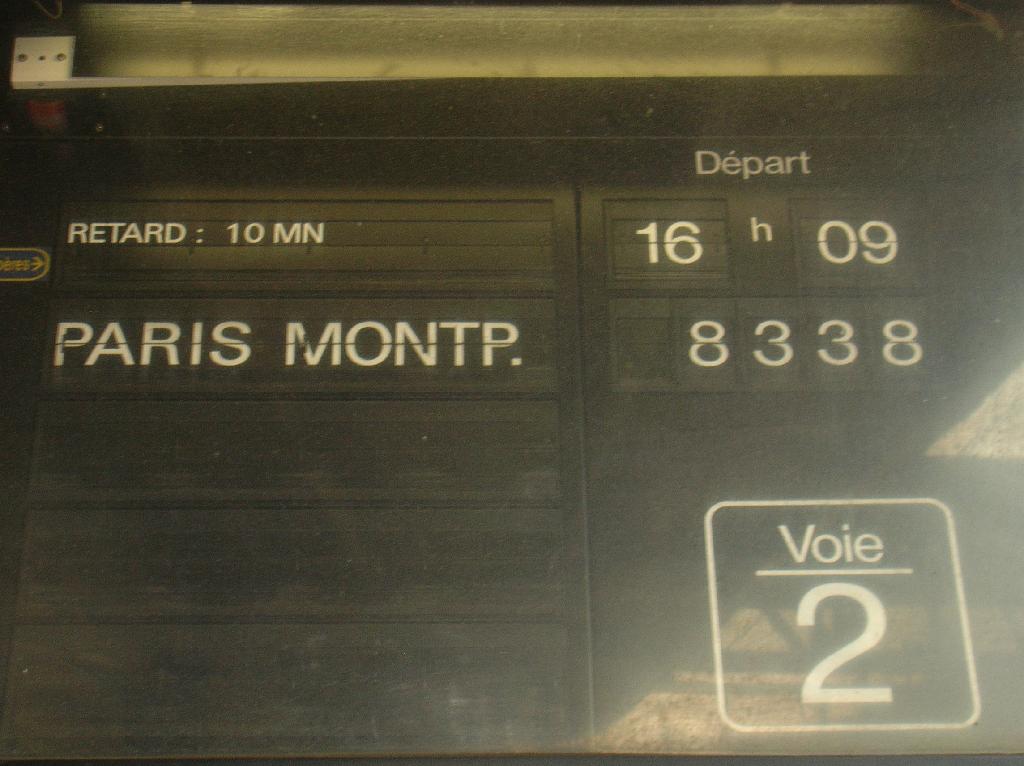 Départ
RETARD : 10 MN 16 h 09
PARIS MONTP. 8338
Voie
2